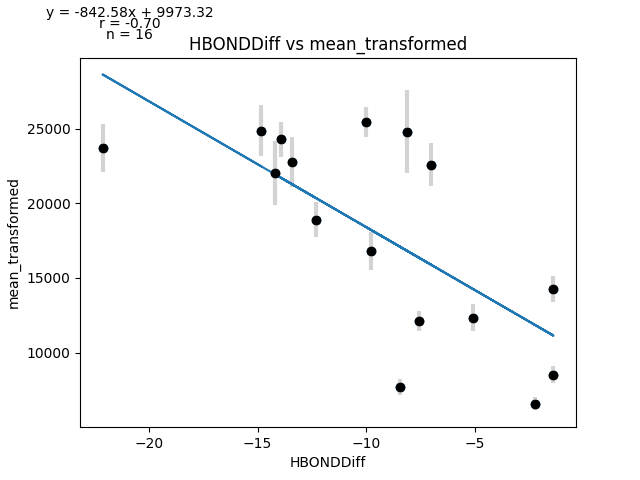 y = -842.58x + 9973.32
r = -0.70
n = 16
HBONDDiff vs mean_transformed
mean_transformed
25000
20000
15000
10000
−20
−15
−10
−5
HBONDDiff